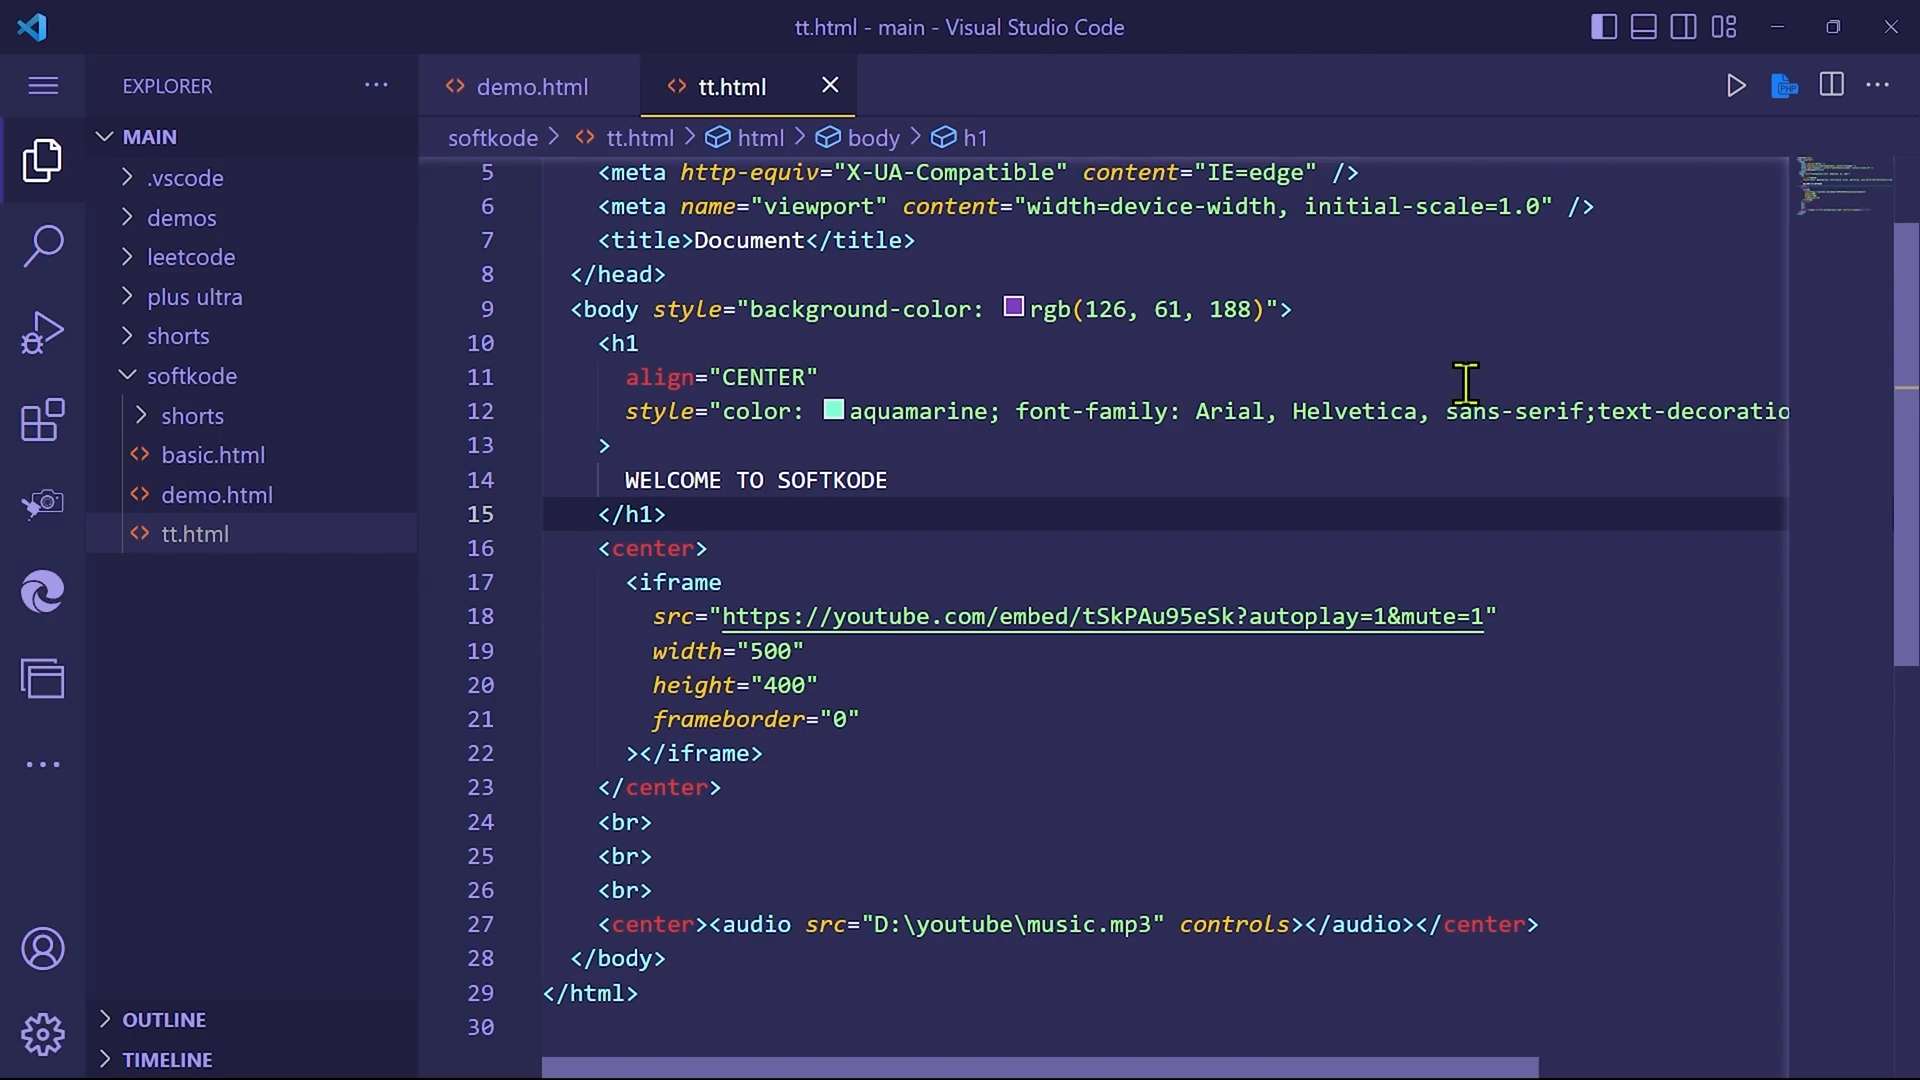 tt.html - main - Visual Studio Code
EXPLORER
demo.html
tt.html
PHP
MAIN
softkode > tt.html > html > body > h1
.vscode
demos
leetcode
plus ultra
shorts
softkode
shorts
basic.html
demo.html
tt.html
OUTLINE
TIMELINE
5 <meta http-equiv="X-UA-Compatible" content="IE=edge" />
6 <meta name="viewport" content="width=device-width, initial-scale=1.0" />
7 <title>Document</title>
8 </head>
9 <body style="background-color: rgb(126, 61, 188)">
10 <h1
11 align="CENTER"
12 style="color: aquamarine; font-family: Arial, Helvetica, sans-serif;text-decoratio
13 >
14 WELCOME TO SOFTKODE
15 </h1>
16 <center>
17 <iframe
18 src="https://youtube.com/embed/tSkPAu95eSk?autoplay=1&mute=1"
19 width="500"
20 height="400"
21 frameborder="0"
22 ></iframe>
23 </center>
24 <br>
25 <br>
26 <br>
27 <center><audio src="D:\youtube\music.mp3" controls></audio></center>
28 </body>
29 </html>
30